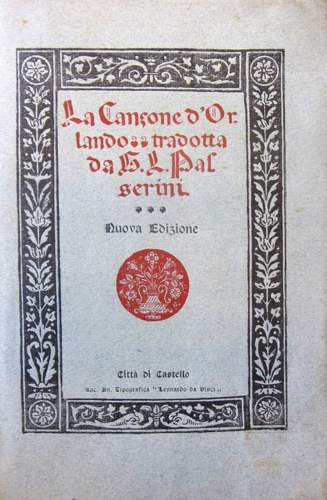 La Canzone d'Or
lando tradotta
da G. L. Pas
serini.
Nuova Edizione
Città di Castello
Soc. An. Tipografica "Leonardo da Vinci„